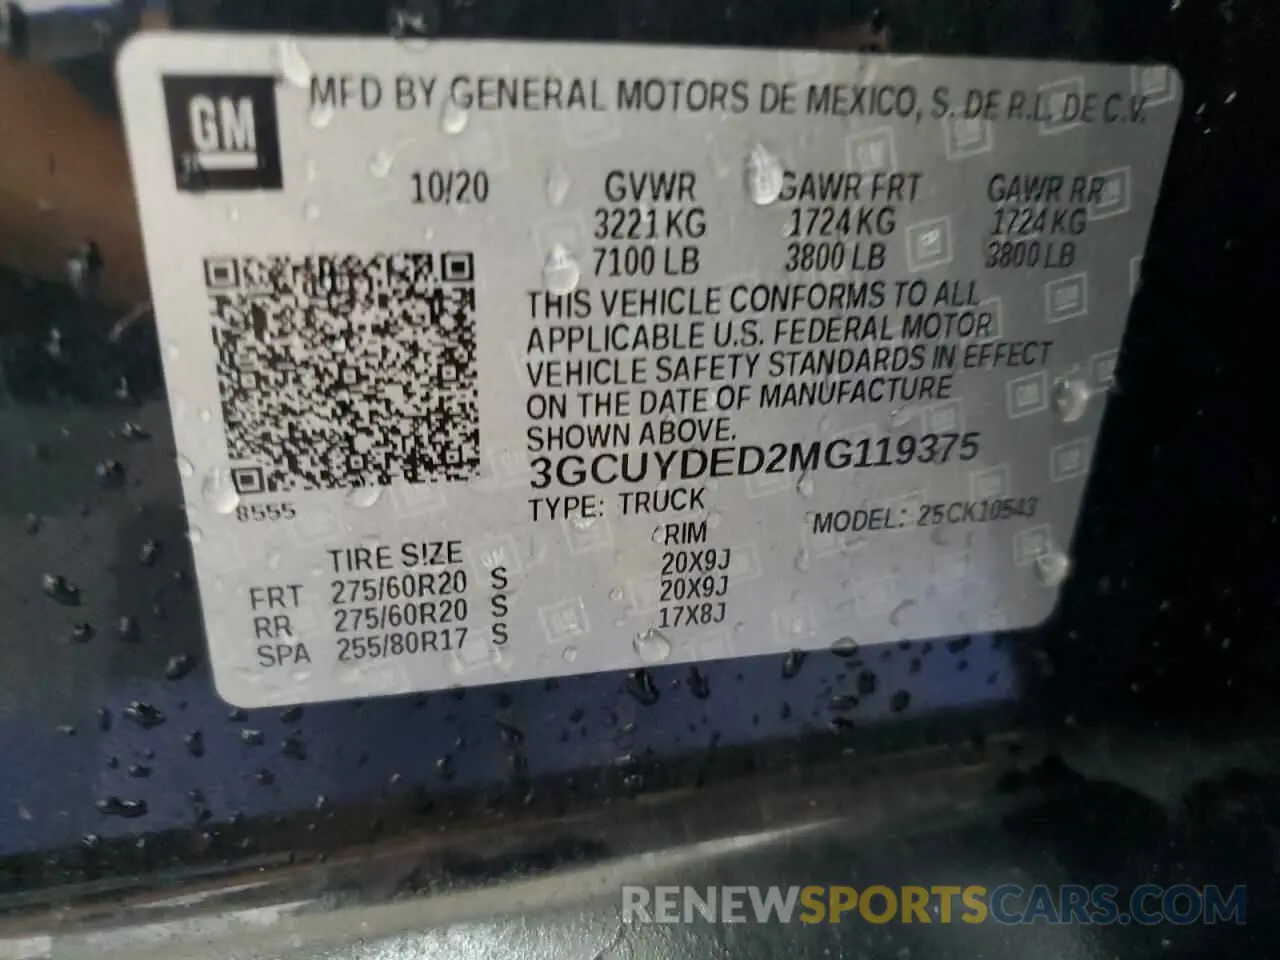 GM
MFD BY GENERAL MOTORS DE MEXICO, S. DE R.L. DE C.V.
10/20 GVWR GAWR FRT GAWR RR
3221 KG 1724 KG 1724 KG
7100 LB 3800 LB 3800 LB
THIS VEHICLE CONFORMS TO ALL
APPLICABLE U.S. FEDERAL MOTOR
VEHICLE SAFETY STANDARDS IN EFFECT
ON THE DATE OF MANUFACTURE
SHOWN ABOVE.
3GCUYDED2MG119375
8555
TYPE: TRUCK MODEL: 25CK10543
TIRE SIZE RIM
FRT 275/60R20 S 20X9J
RR 275/60R20 S 20X9J
SPA 255/80R17 S 17X8J
RENEWSPORTSCARS.COM